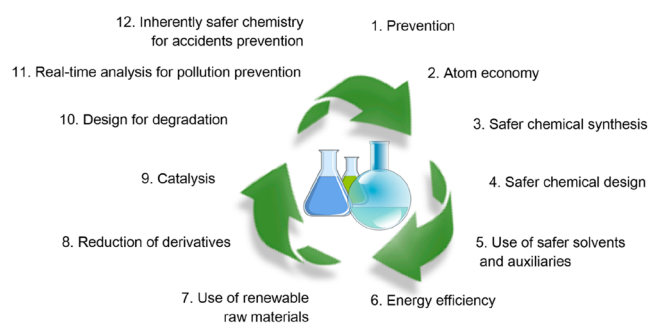 1. Prevention
2. Atom economy
3. Safer chemical synthesis
4. Safer chemical design
5. Use of safer solvents
and auxiliaries
6. Energy efficiency
7. Use of renewable
raw materials
8. Reduction of derivatives
9. Catalysis
10. Design for degradation
11. Real-time analysis for pollution prevention
12. Inherently safer chemistry
for accidents prevention